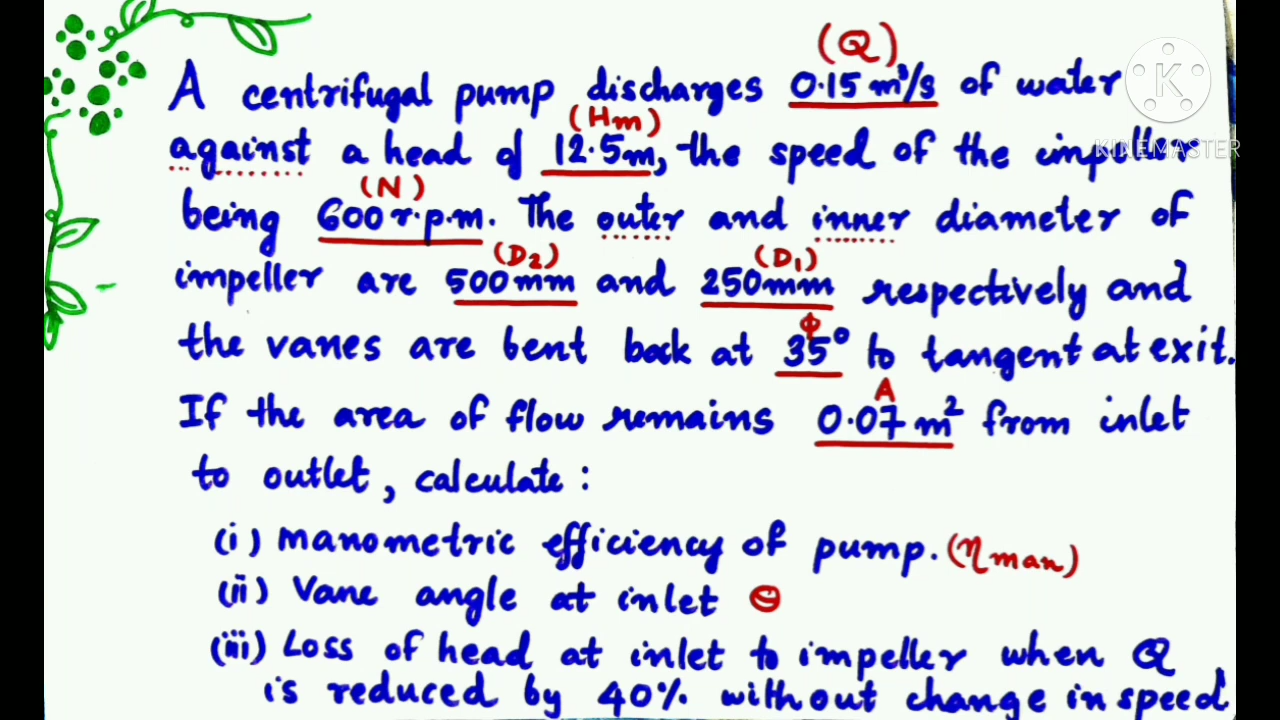 (Q)
A centrifugal pump discharges 0.15 m³/s of water
(Hm)
against a head of 12.5m, the speed of the impeller
KINEMASTER
(N)
being 600 r.p.m. The outer and inner diameter of
(D2) (D1)
impeller are 500mm and 250mm respectively and
Φ
the vanes are bent back at 35° to tangent at exit.
A
If the area of flow remains 0.07 m² from inlet
to outlet, calculate :
(i) Manometric efficiency of pump. (ηman)
(ii) Vane angle at inlet Θ
(iii) Loss of head at inlet to impeller when Q
is reduced by 40% without change in speed.